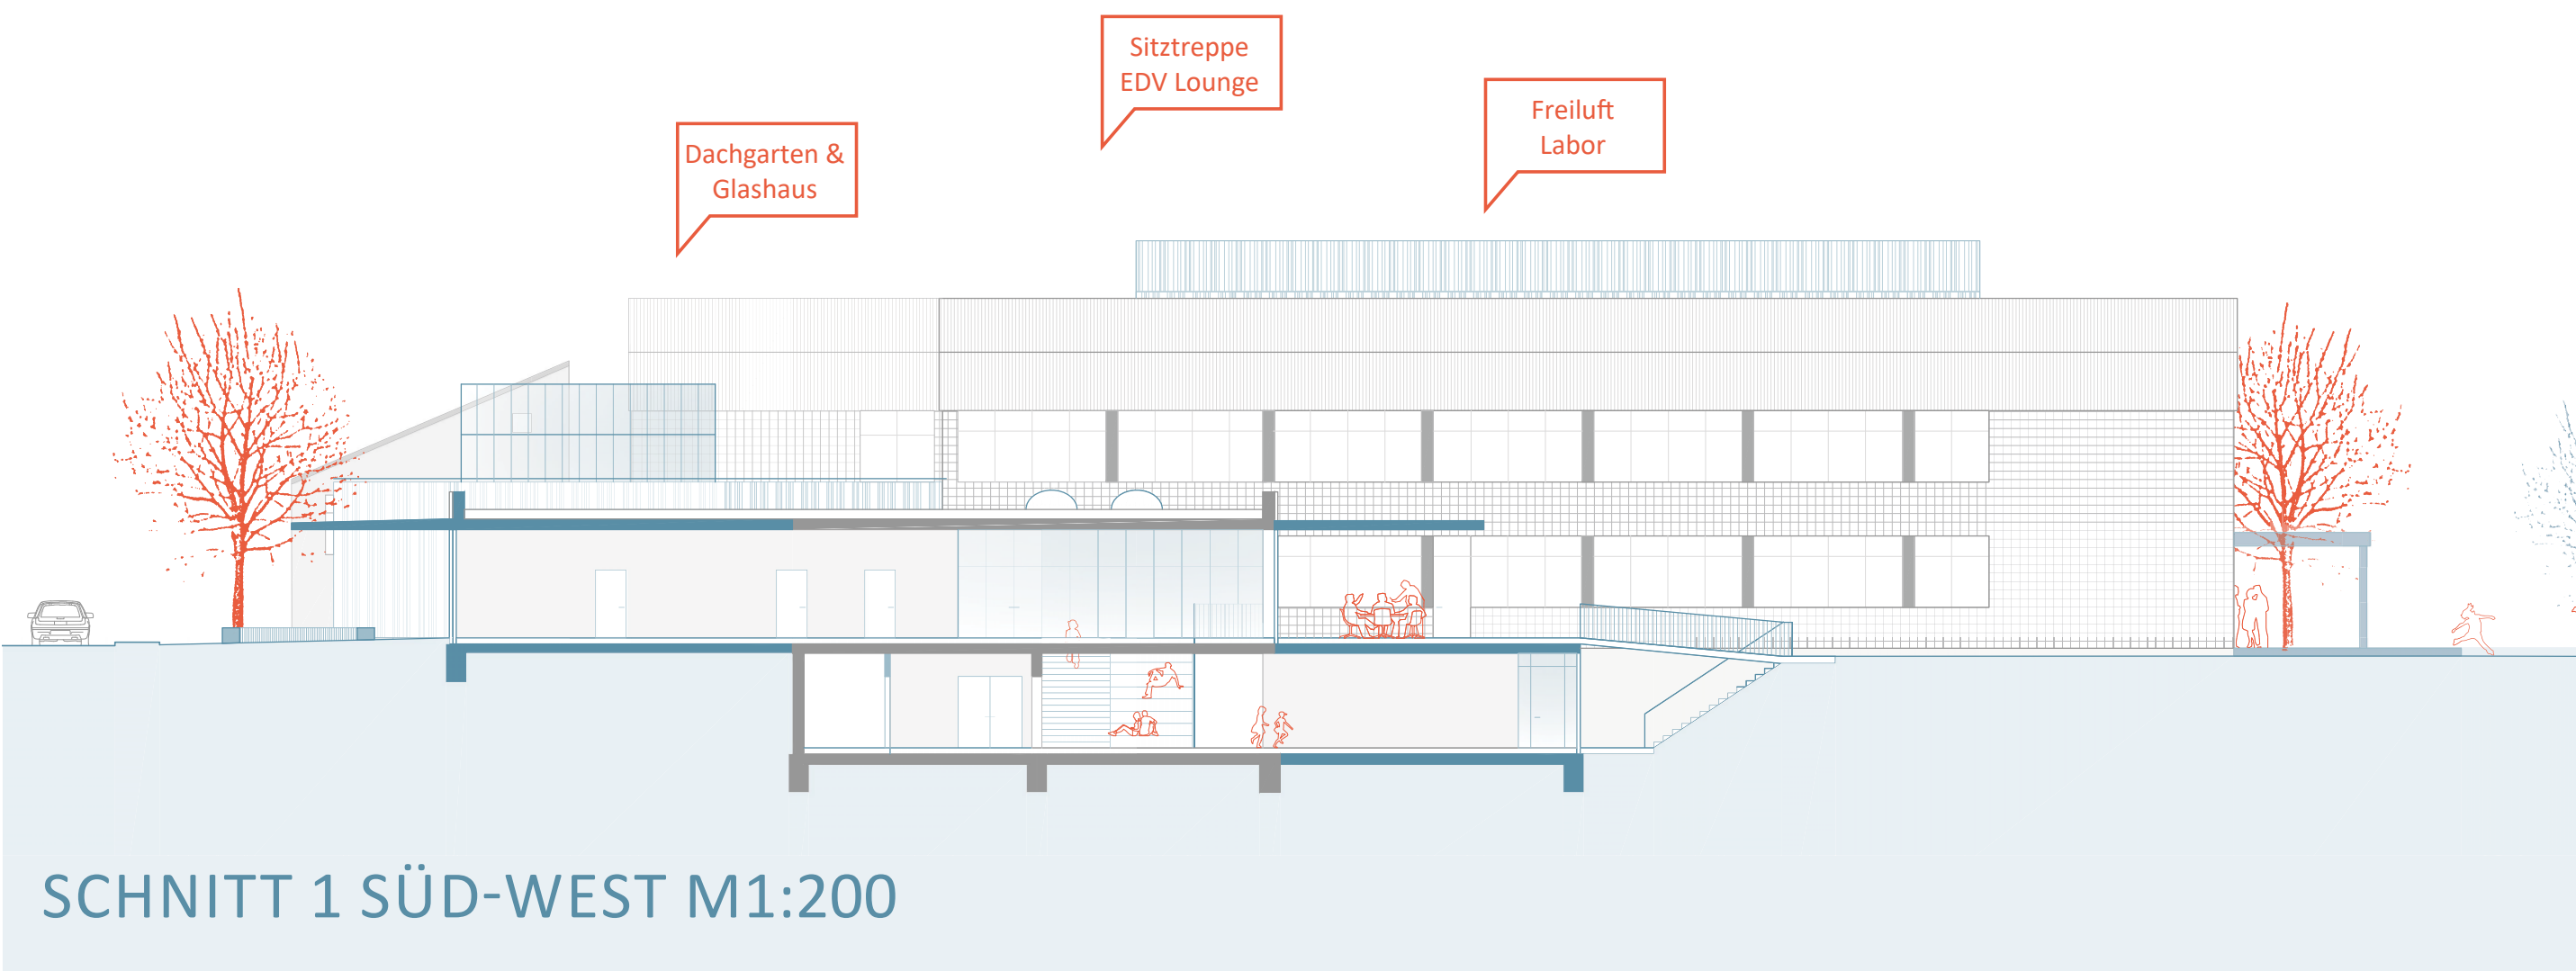 Sitztreppe
EDV Lounge
Freiluft
Labor
Dachgarten &
Glashaus
SCHNITT 1 SÜD-WEST M1:200